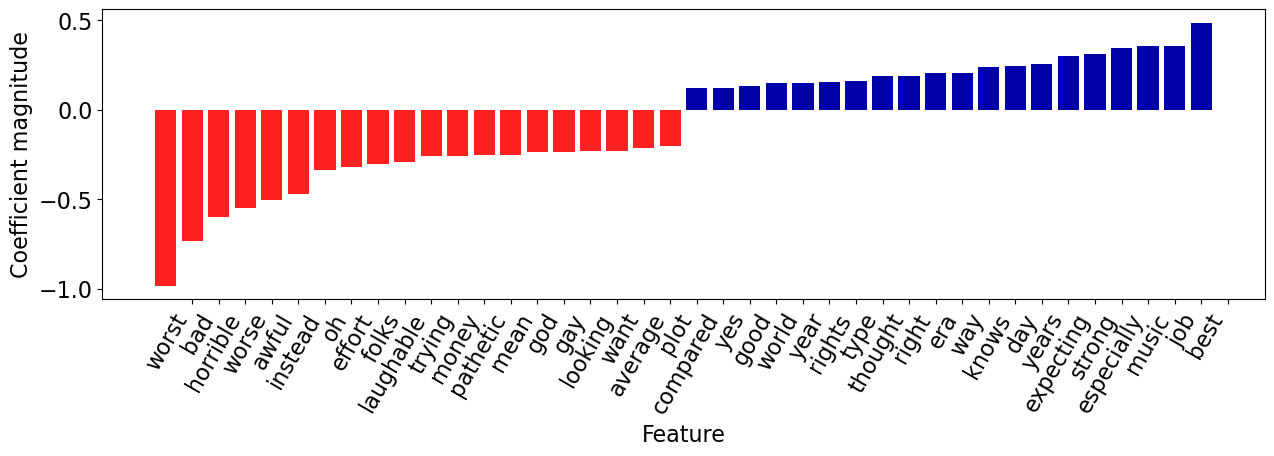 0.5
0.0
−0.5
−1.0
Coefficient magnitude
worst
bad
horrible
worse
awful
instead
oh
effort
folks
laughable
trying
money
pathetic
mean
god
gay
looking
want
average
plot
compared
yes
good
world
year
rights
type
thought
right
era
way
knows
day
years
expecting
strong
especially
music
job
best
Feature